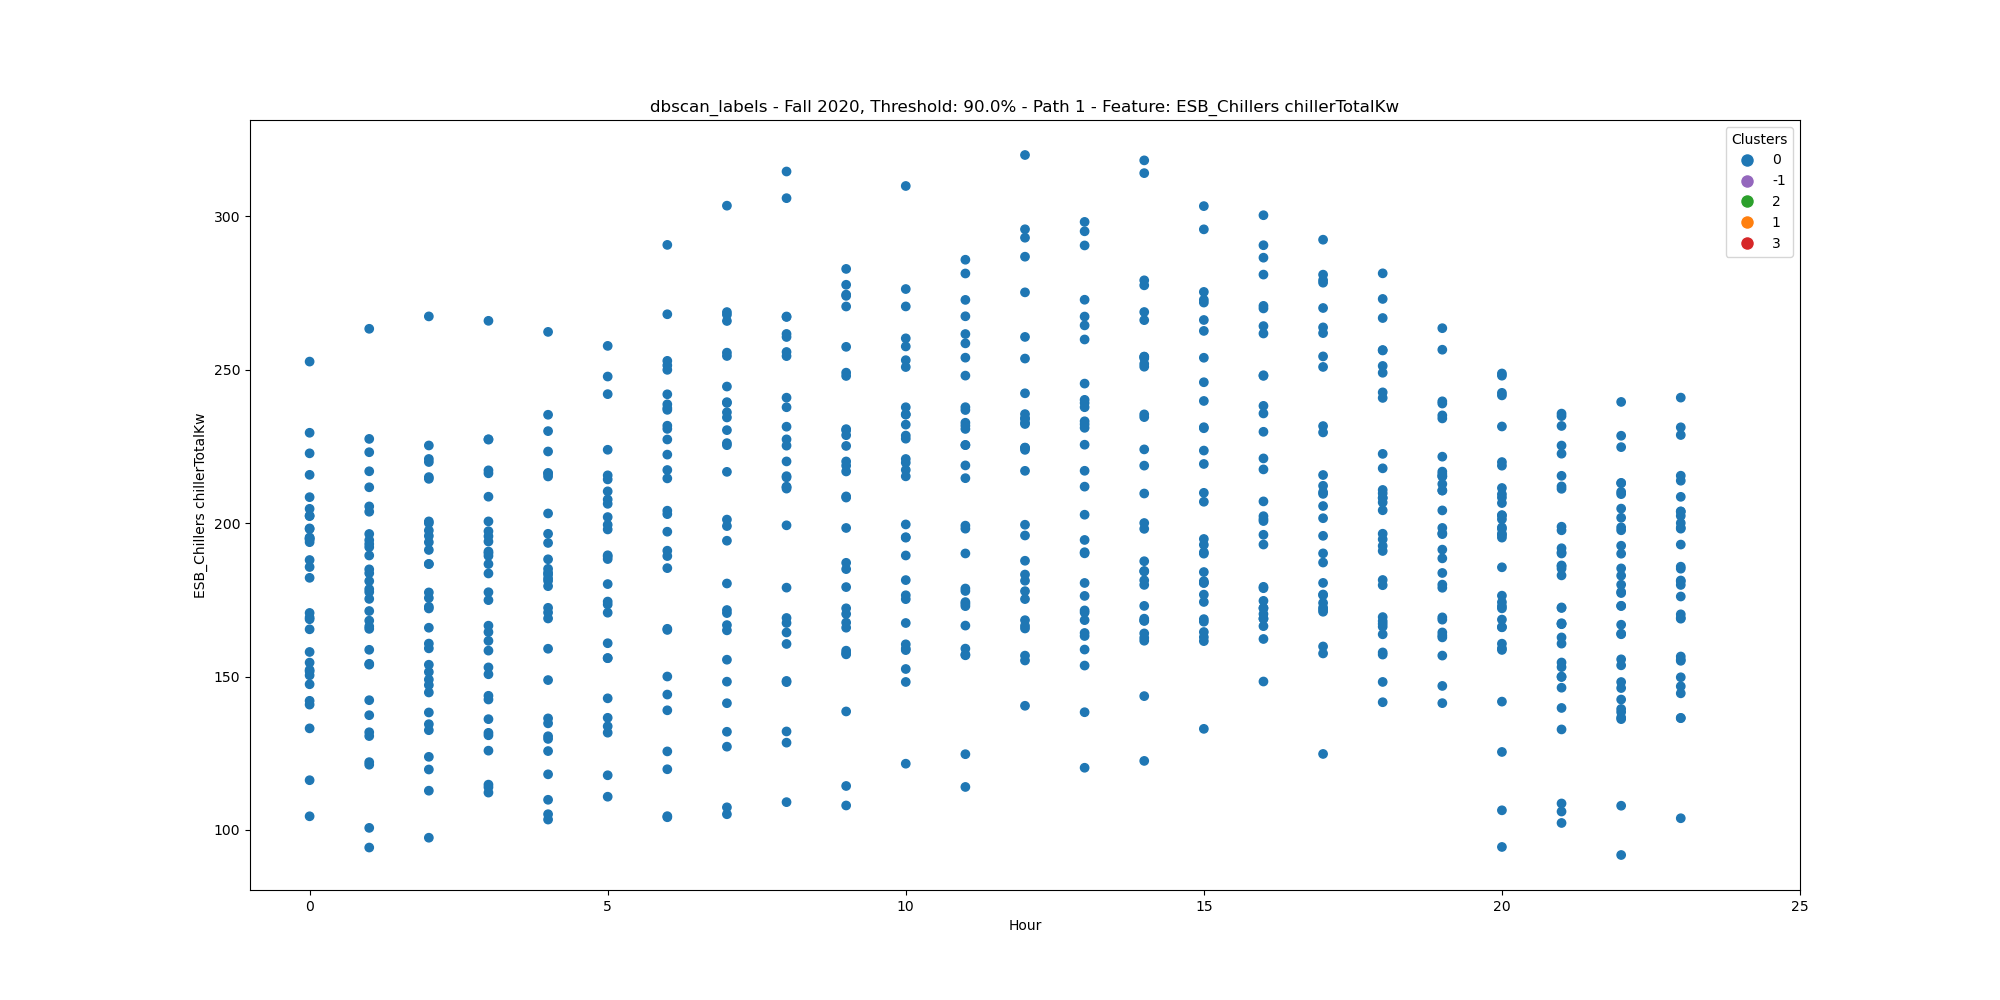 dbscan_labels - Fall 2020, Threshold: 90.0% - Path 1 - Feature: ESB_Chillers chillerTotalKw
Clusters
0
-1
2
1
3
300
250
200
150
100
ESB_Chillers chillerTotalKw
0 5 10 15 20 25
Hour